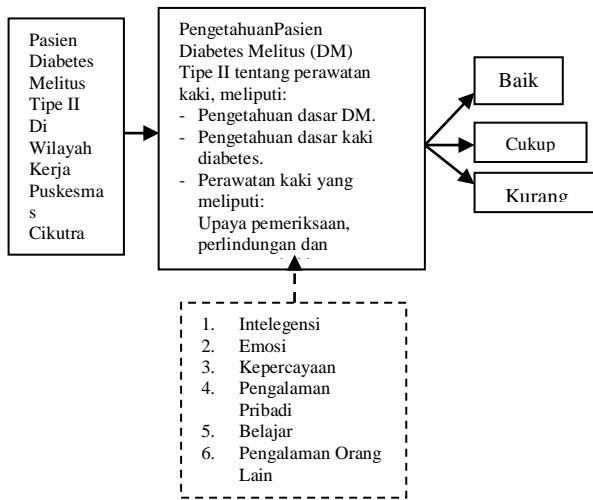 Pasien
Diabetes
Melitus
Tipe II
Di
Wilayah
Kerja
Puskesma
s
Cikutra
PengetahuanPasien
Diabetes Melitus (DM)
Tipe II tentang perawatan
kaki, meliputi:
- Pengetahuan dasar DM.
- Pengetahuan dasar kaki
diabetes.
- Perawatan kaki yang
meliputi:
Upaya pemeriksaan,
perlindungan dan
Baik
Cukup
Kurang
1. Intelegensi
2. Emosi
3. Kepercayaan
4. Pengalaman
Pribadi
5. Belajar
6. Pengalaman Orang
Lain